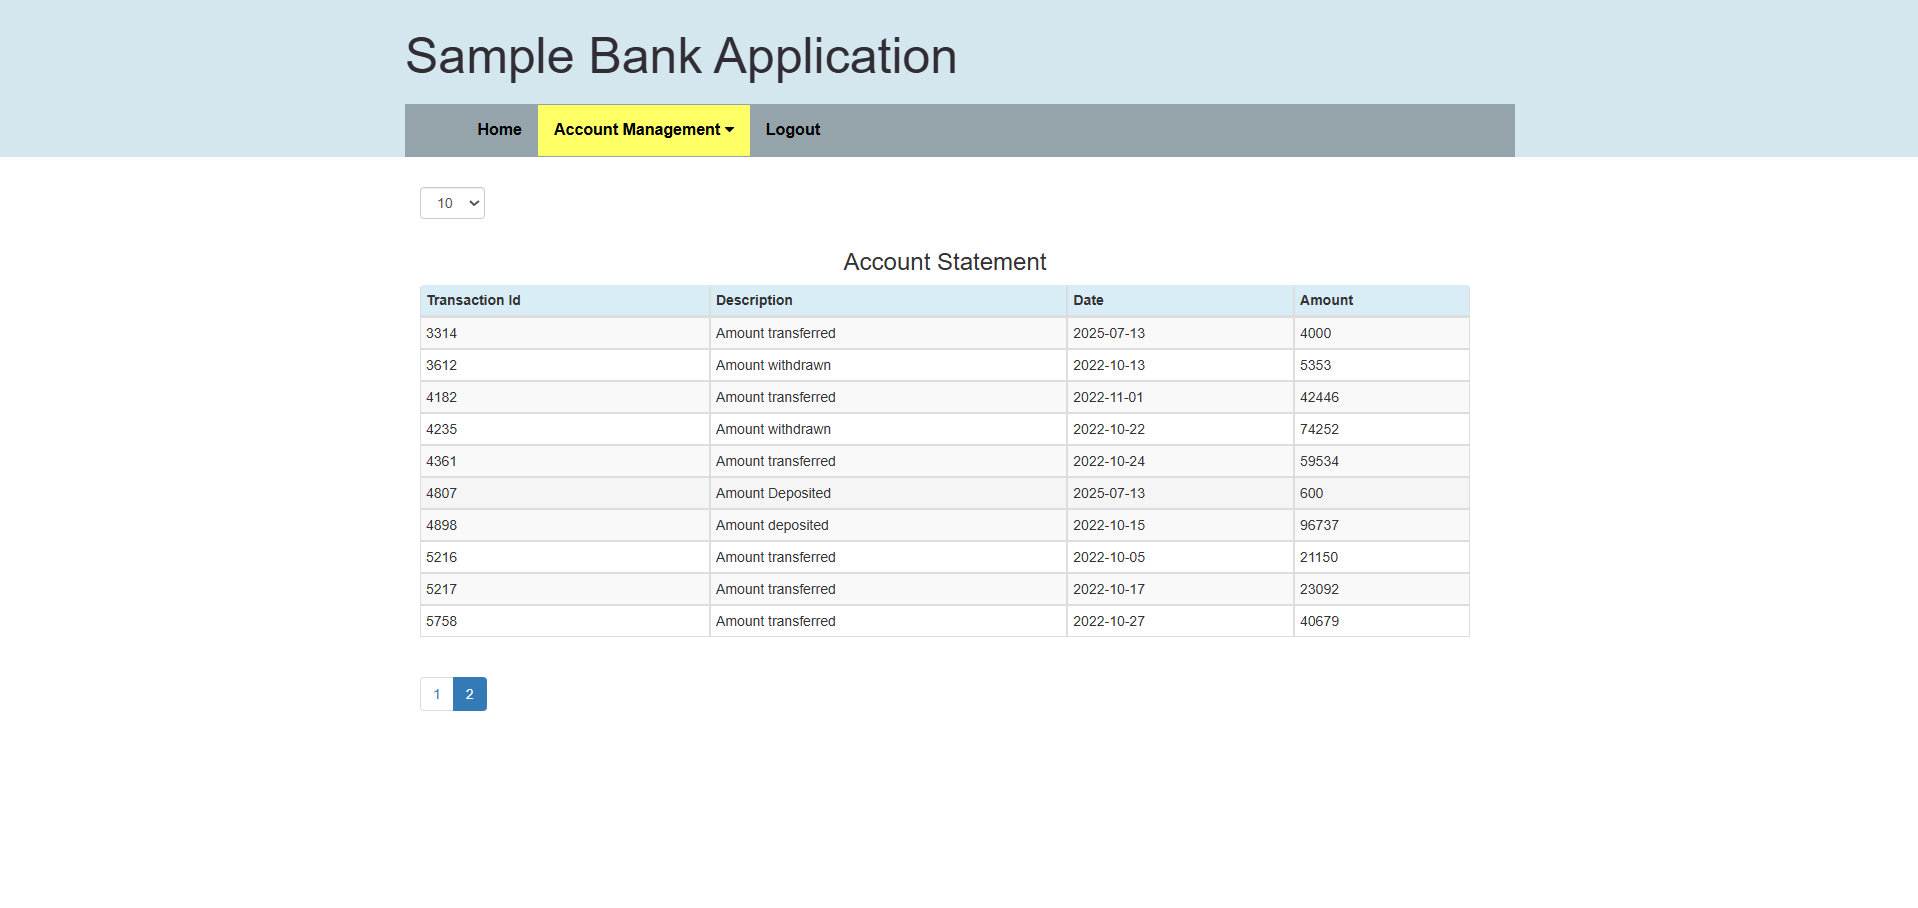 Sample Bank Application
Home Account Management Logout
10
Account Statement
Transaction Id Description Date Amount
3314 Amount transferred 2025-07-13 4000
3612 Amount withdrawn 2022-10-13 5353
4182 Amount transferred 2022-11-01 42446
4235 Amount withdrawn 2022-10-22 74252
4361 Amount transferred 2022-10-24 59534
4807 Amount Deposited 2025-07-13 600
4898 Amount deposited 2022-10-15 96737
5216 Amount transferred 2022-10-05 21150
5217 Amount transferred 2022-10-17 23092
5758 Amount transferred 2022-10-27 40679
1 2